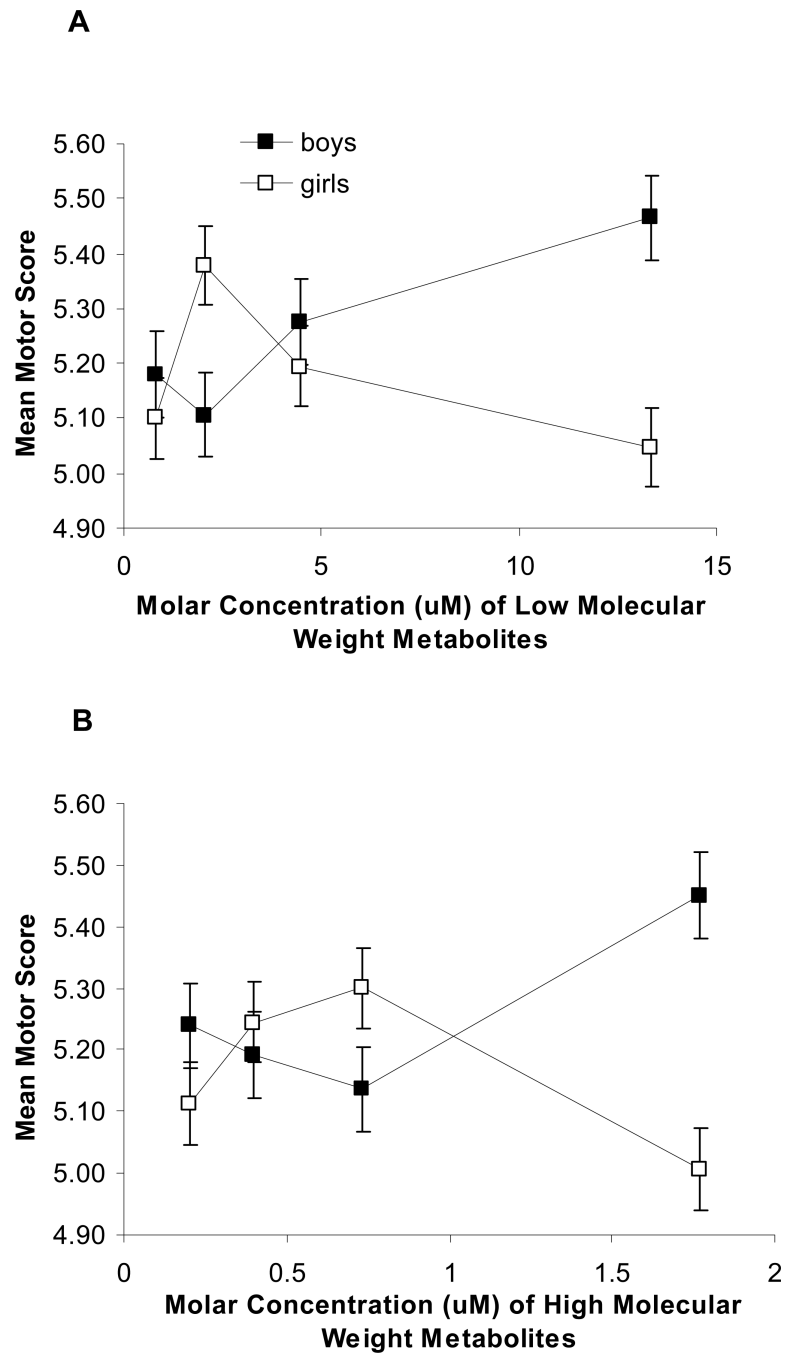 A
5.60
5.50
5.40
5.30
5.20
5.10
5.00
4.90
Mean Motor Score
boys
girls
0 5 10 15
Molar Concentration (uM) of Low Molecular
Weight Metabolites
B
5.60
5.50
5.40
5.30
5.20
5.10
5.00
4.90
Mean Motor Score
0 0.5 1 1.5 2
Molar Concentration (uM) of High Molecular
Weight Metabolites